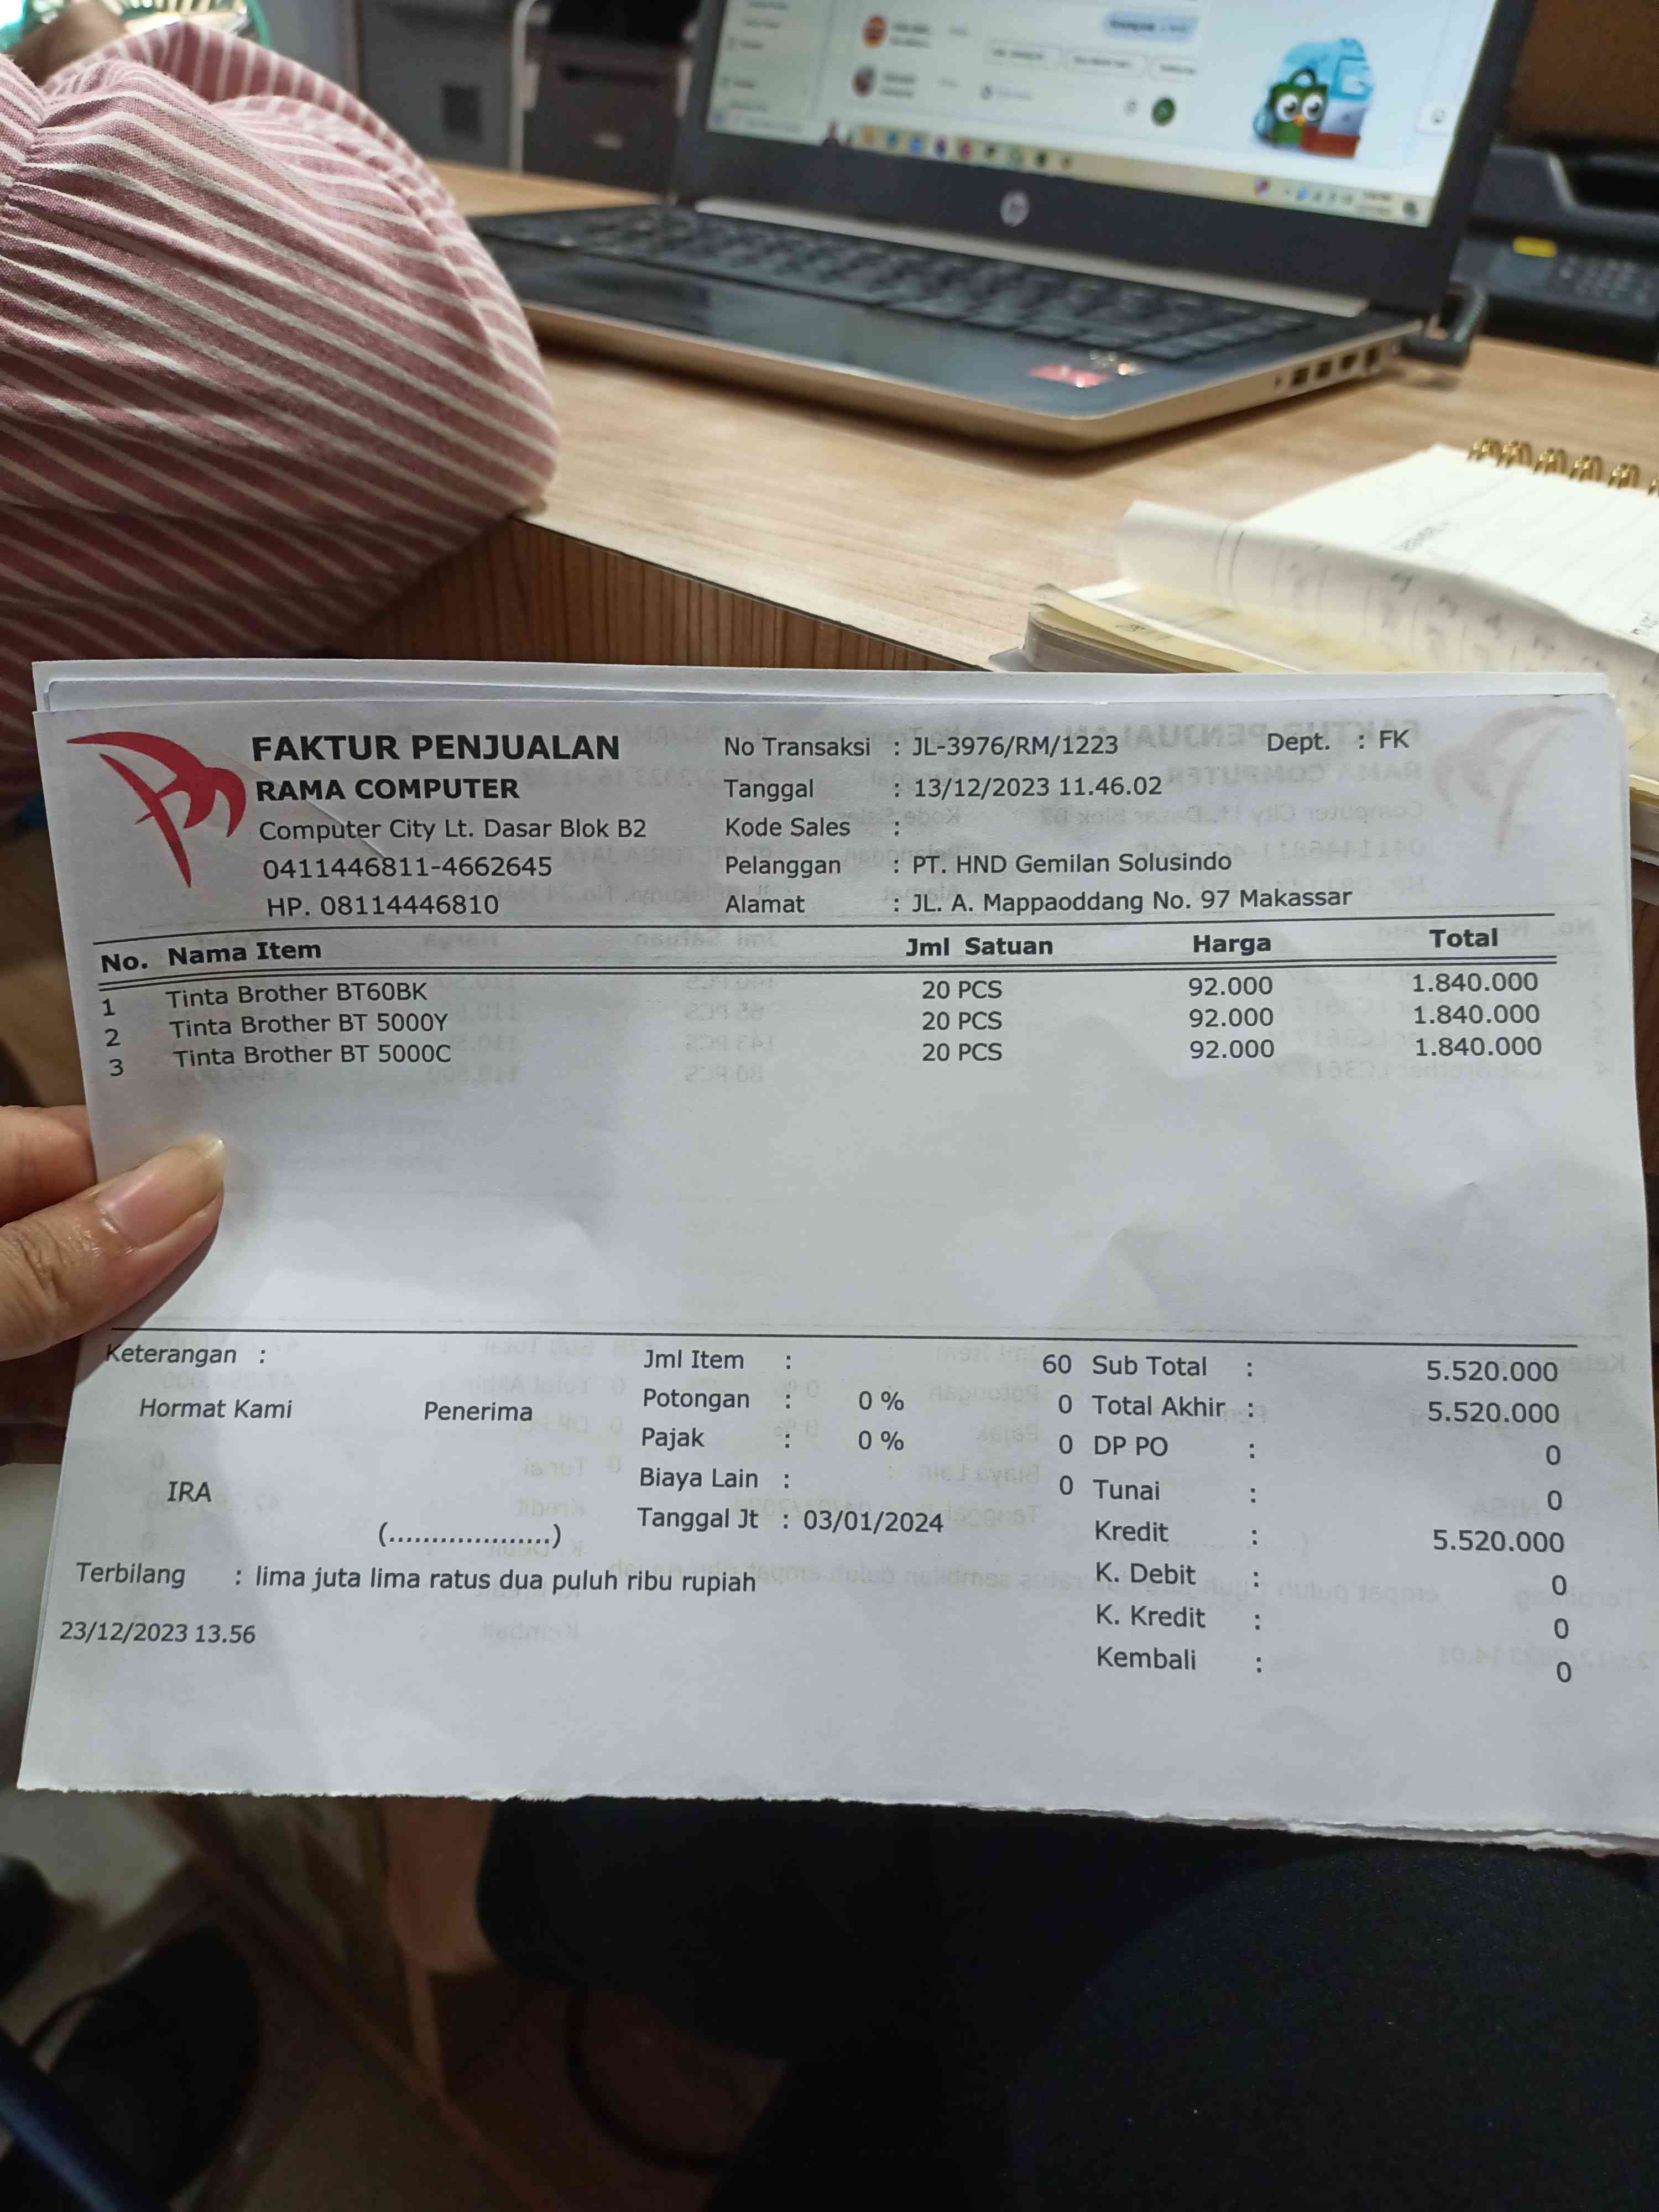 FAKTUR PENJUALAN
RAMA COMPUTER
Computer City Lt. Dasar Blok B2
0411446811-4662645
HP. 08114446810
No Transaksi : JL-3976/RM/1223 Dept. : FK
Tanggal : 13/12/2023 11.46.02
Kode Sales :
Pelanggan : PT. HND Gemilan Solusindo
Alamat : JL. A. Mappaoddang No. 97 Makassar
No. Nama Item Jml Satuan Harga Total
1 Tinta Brother BT60BK 20 PCS 92.000 1.840.000
2 Tinta Brother BT 5000Y 20 PCS 92.000 1.840.000
3 Tinta Brother BT 5000C 20 PCS 92.000 1.840.000
Keterangan :
Hormat Kami Penerima
IRA
(...................)
Jml Item : 60
Potongan : 0 % 0
Pajak : 0 % 0
Biaya Lain : 0
Tanggal Jt : 03/01/2024
Sub Total : 5.520.000
Total Akhir : 5.520.000
DP PO : 0
Tunai : 0
Kredit : 5.520.000
K. Debit : 0
K. Kredit : 0
Kembali : 0
Terbilang : lima juta lima ratus dua puluh ribu rupiah
23/12/2023 13.56
hp